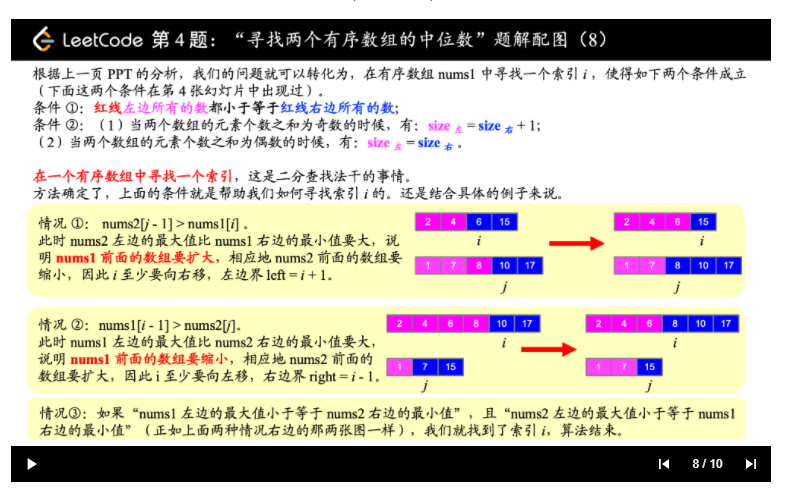 LeetCode 第 4 题：“寻找两个有序数组的中位数”题解配图（8）
根据上一页 PPT 的分析，我们的问题就可以转化为，在有序数组 nums1 中寻找一个索引 i，使得如下两个条件成立
（下面这两个条件在第 4 张幻灯片中出现过）。
条件 ①：红线左边所有的数都小于等于红线右边所有的数；
条件 ②：（1）当两个数组的元素个数之和为奇数的时候，有：size 左 = size 右 + 1；
（2）当两个数组的元素个数之和为偶数的时候，有：size 左 = size 右 。
在一个有序数组中寻找一个索引，这是二分查找法干的事情。
方法确定了，上面的条件就是帮助我们如何寻找索引 i 的。还是结合具体的例子来说。
情况 ①： nums2[j - 1] > nums1[i] 。
此时 nums2 左边的最大值比 nums1 右边的最小值要大，说
明 nums1 前面的数组要扩大，相应地 nums2 前面的数组要
缩小，因此 i 至少要向右移，左边界 left = i + 1。
2 4 6 15
i
1 7 8 10 17
j
2 4 6 15
i
1 7 8 10 17
j
情况 ②：nums1[i - 1] > nums2[j]。
此时 nums1 左边的最大值比 nums2 右边的最小值要大，
说明 nums1 前面的数组要缩小，相应地 nums2 前面的
数组要扩大，因此 i 至少要向左移，右边界 right = i - 1。
2 4 6 8 10 17
i
1 7 15
j
2 4 6 8 10 17
i
1 7 15
j
情况③：如果“nums1 左边的最大值小于等于 nums2 右边的最小值”，且“nums2 左边的最大值小于等于 nums1
右边的最小值”（正如上面两种情况右边的那两张图一样），我们就找到了索引 i，算法结束。
8 / 10